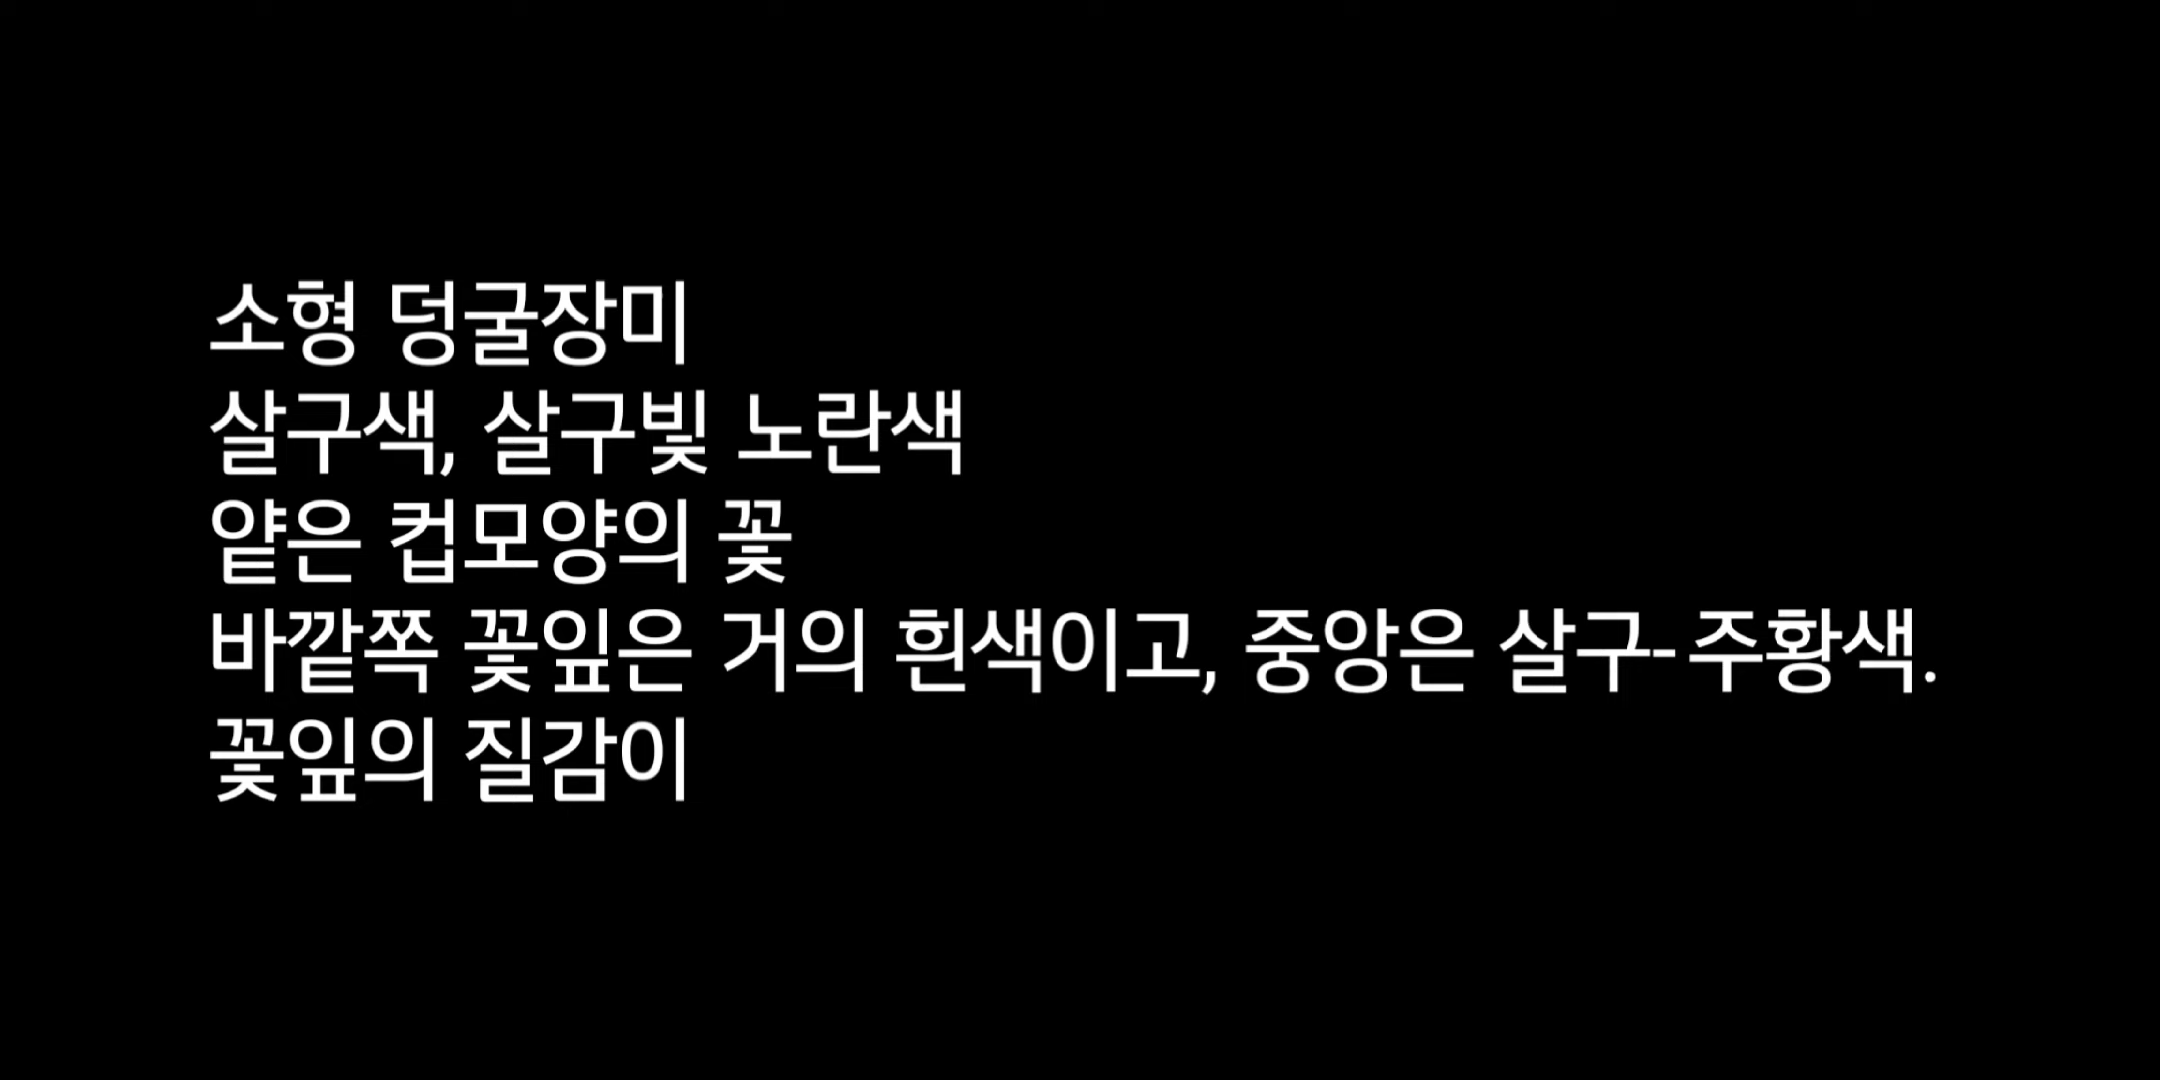 소형 덩굴장미
살구색, 살구빛 노란색
얕은 컵모양의 꽃
바깥쪽 꽃잎은 거의 흰색이고, 중앙은 살구-주황색.
꽃잎의 질감이